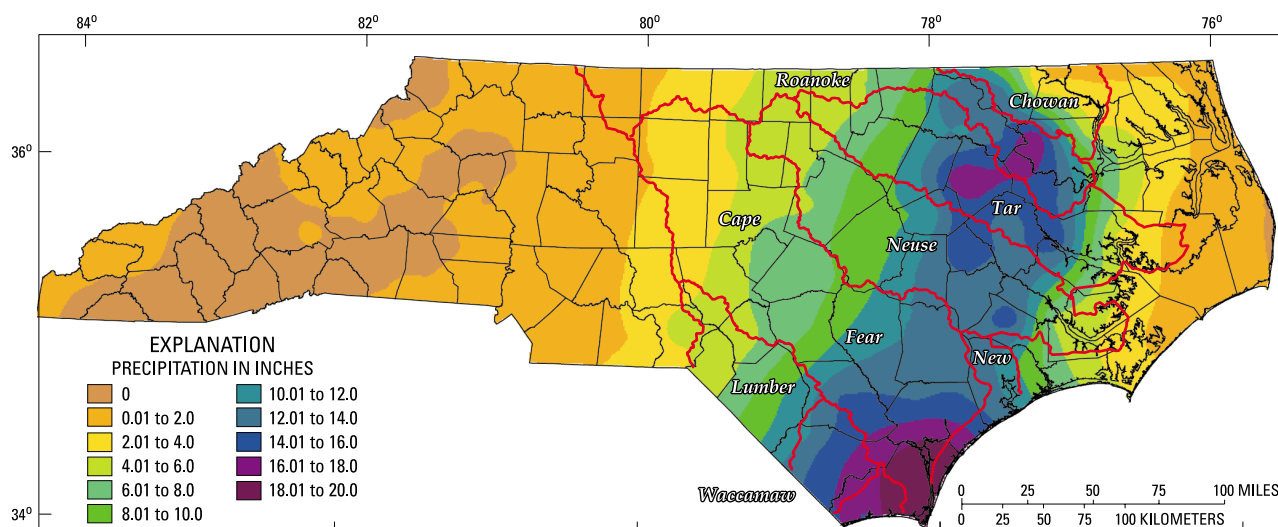 84° 82° 80° 78° 76°
Roanoke
Chowan
36°
Cape
Tar
Neuse
Fear
New
Lumber
Waccamaw
34°
EXPLANATION
PRECIPITATION IN INCHES
0
0.01 to 2.0
2.01 to 4.0
4.01 to 6.0
6.01 to 8.0
8.01 to 10.0
10.01 to 12.0
12.01 to 14.0
14.01 to 16.0
16.01 to 18.0
18.01 to 20.0
0 25 50 75 100 MILES
0 25 50 75 100 KILOMETERS